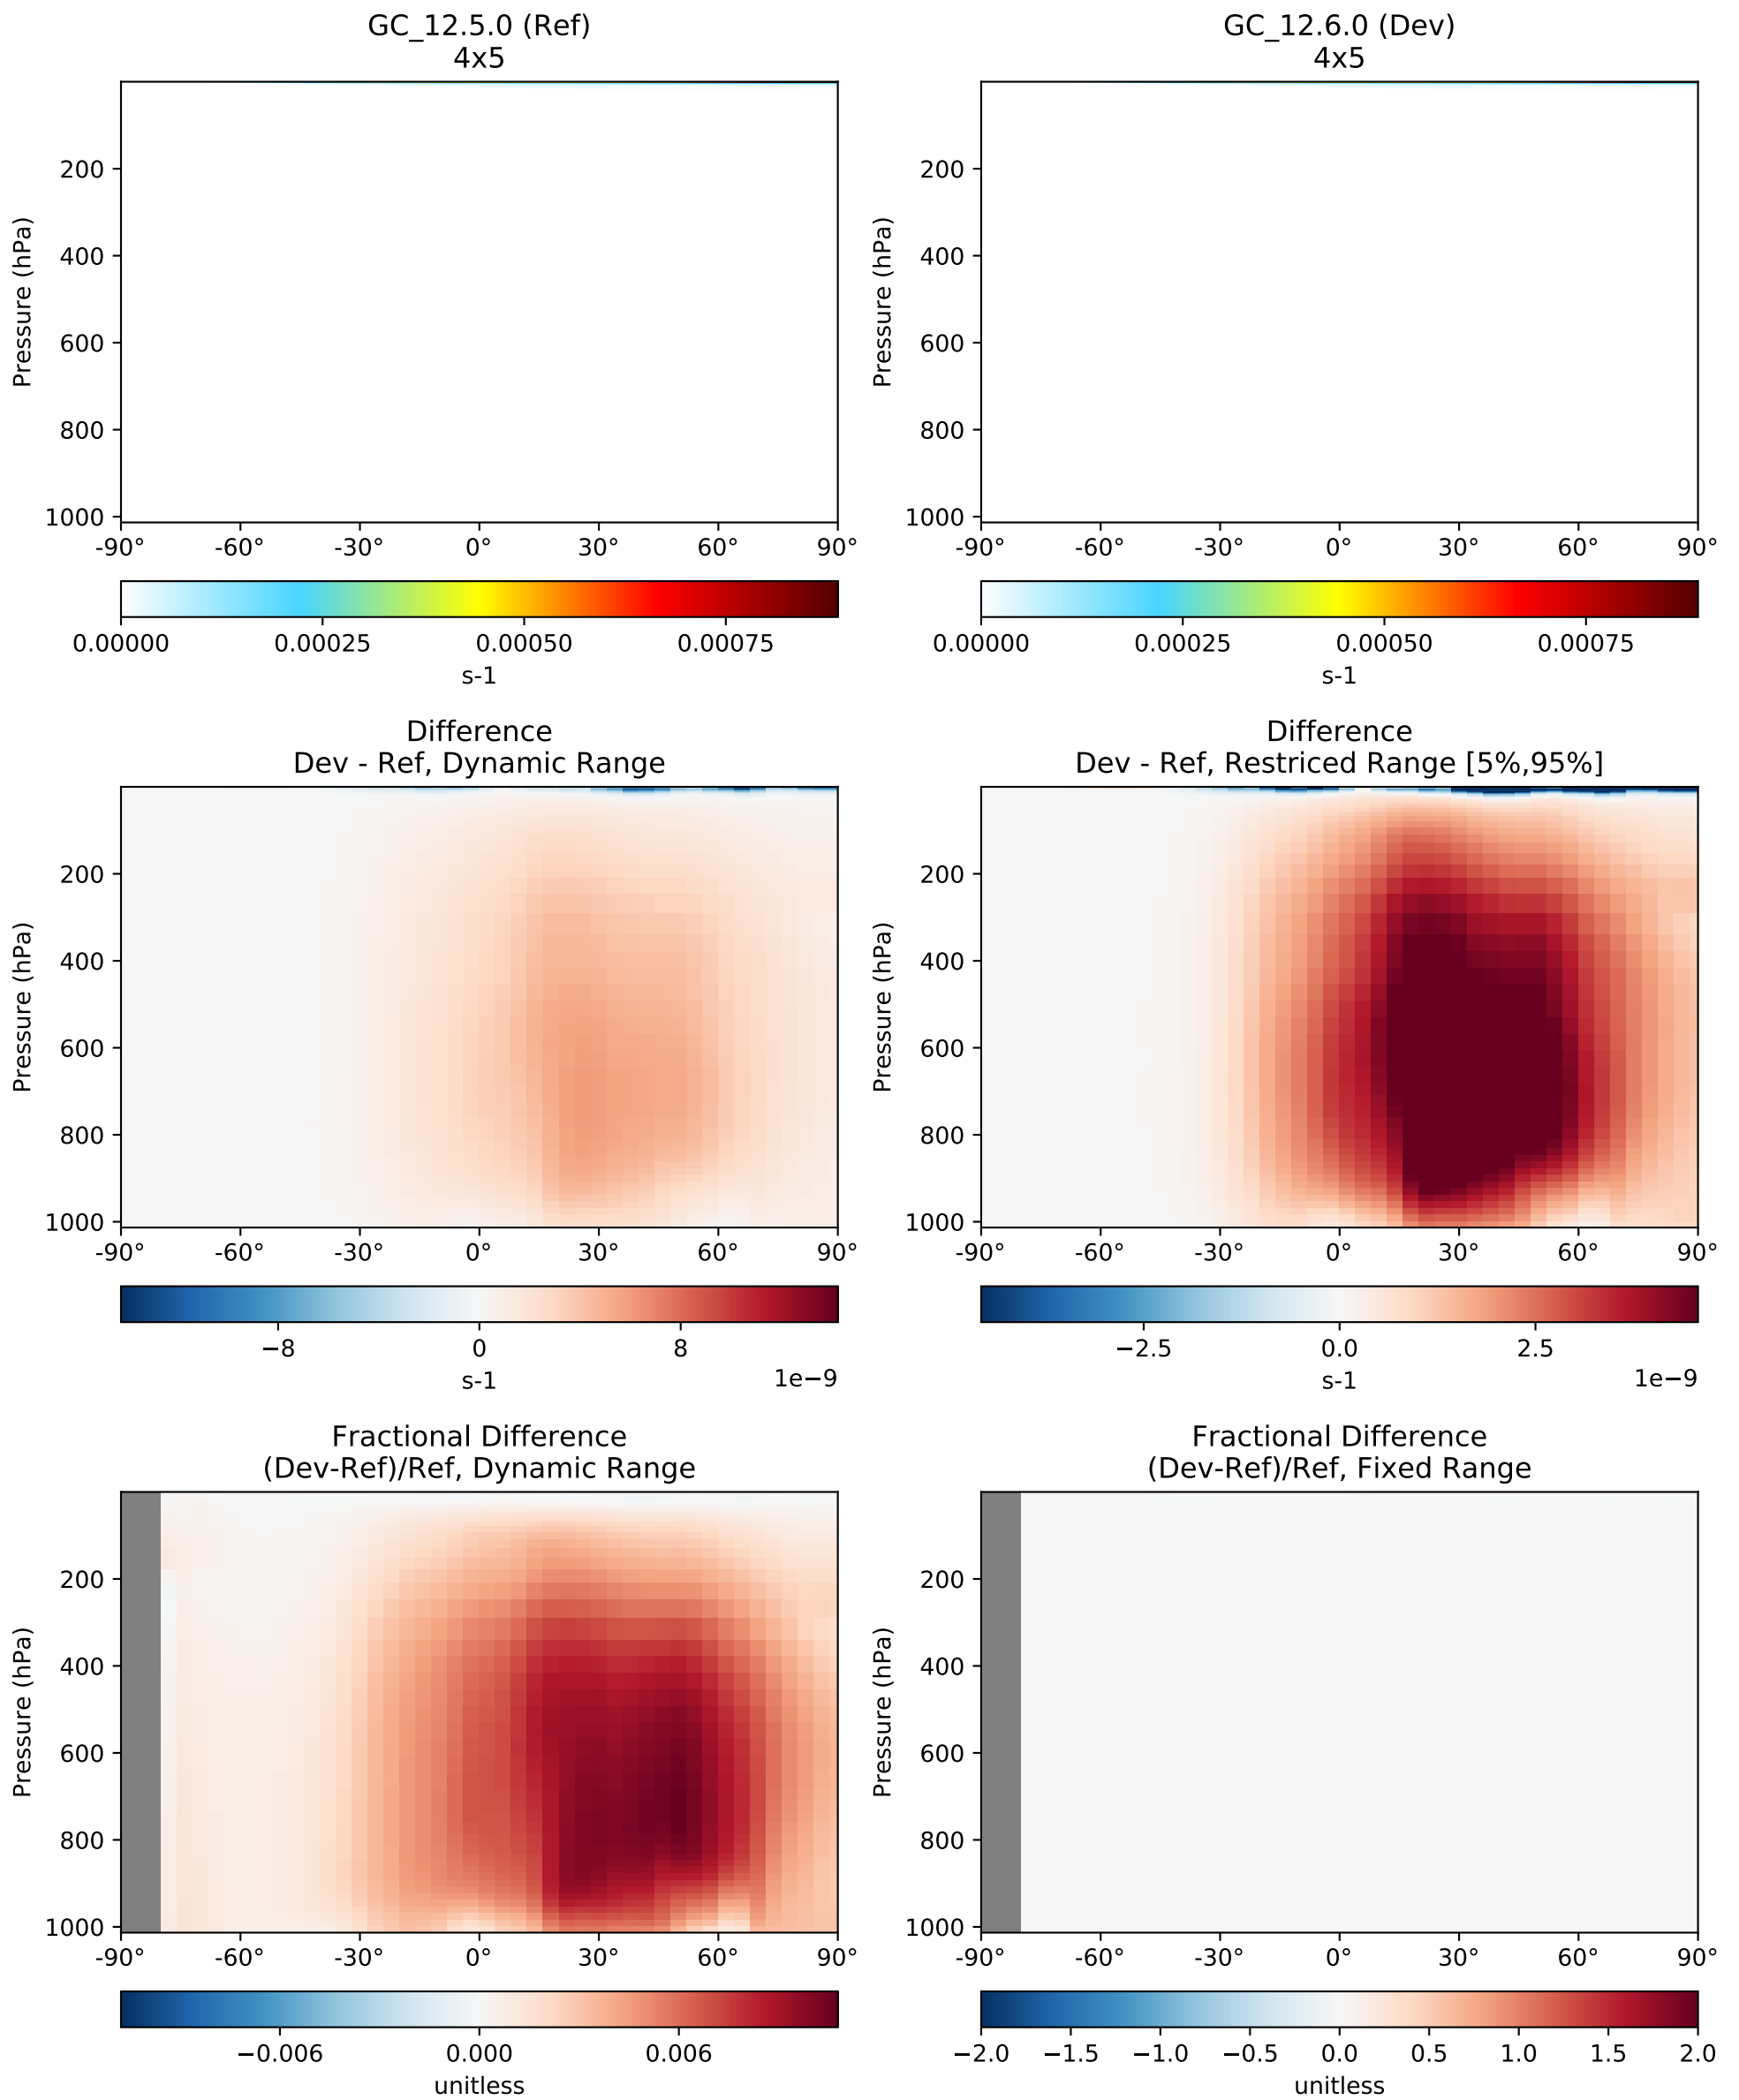 GC_12.5.0 (Ref)
4x5
GC_12.6.0 (Dev)
4x5
Pressure (hPa)
200
400
600
800
1000
-90° -60° -30° 0° 30° 60° 90°
0.00000 0.00025 0.00050 0.00075
s-1
Pressure (hPa)
200
400
600
800
1000
-90° -60° -30° 0° 30° 60° 90°
0.00000 0.00025 0.00050 0.00075
s-1
Difference
Dev - Ref, Dynamic Range
Pressure (hPa)
200
400
600
800
1000
-90° -60° -30° 0° 30° 60° 90°
−8 0 8
s-1 1e−9
Difference
Dev - Ref, Restriced Range [5%,95%]
Pressure (hPa)
200
400
600
800
1000
-90° -60° -30° 0° 30° 60° 90°
−2.5 0.0 2.5
s-1 1e−9
Fractional Difference
(Dev-Ref)/Ref, Dynamic Range
Pressure (hPa)
200
400
600
800
1000
-90° -60° -30° 0° 30° 60° 90°
−0.006 0.000 0.006
unitless
Fractional Difference
(Dev-Ref)/Ref, Fixed Range
Pressure (hPa)
200
400
600
800
1000
-90° -60° -30° 0° 30° 60° 90°
−2.0 −1.5 −1.0 −0.5 0.0 0.5 1.0 1.5 2.0
unitless